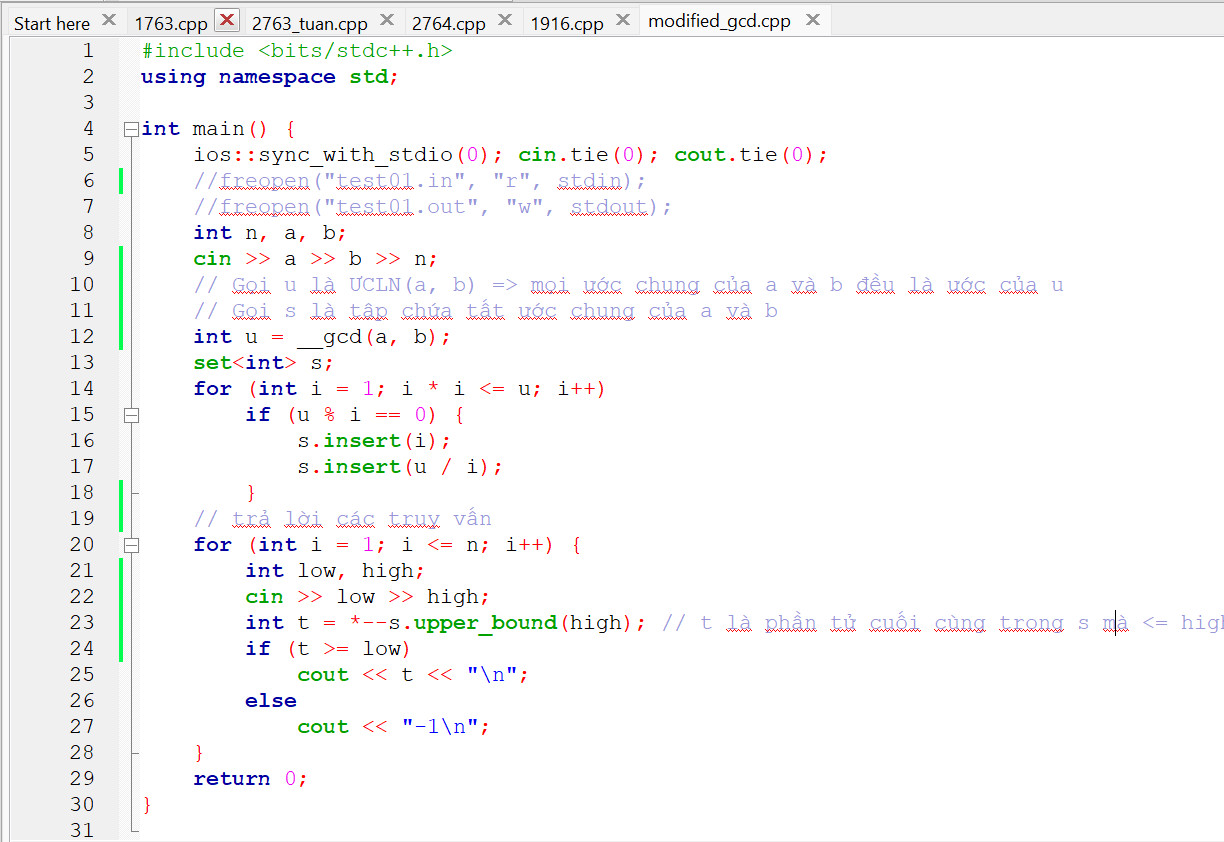 Start here 1763.cpp 2763_tuan.cpp 2764.cpp 1916.cpp modified_gcd.cpp
1 #include <bits/stdc++.h>
2 using namespace std;
3
4 int main() {
5 ios::sync_with_stdio(0); cin.tie(0); cout.tie(0);
6 //freopen("test01.in", "r", stdin);
7 //freopen("test01.out", "w", stdout);
8 int n, a, b;
9 cin >> a >> b >> n;
10 // Gọi u là ƯCLN(a, b) => mọi ước chung của a và b đều là ước của u
11 // Gọi s là tập chứa tất ước chung của a và b
12 int u = __gcd(a, b);
13 set<int> s;
14 for (int i = 1; i * i <= u; i++)
15 if (u % i == 0) {
16 s.insert(i);
17 s.insert(u / i);
18 }
19 // trả lời các truy vấn
20 for (int i = 1; i <= n; i++) {
21 int low, high;
22 cin >> low >> high;
23 int t = *--s.upper_bound(high); // t là phần tử cuối cùng trong s mà <= high
24 if (t >= low)
25 cout << t << "\n";
26 else
27 cout << "-1\n";
28 }
29 return 0;
30 }
31